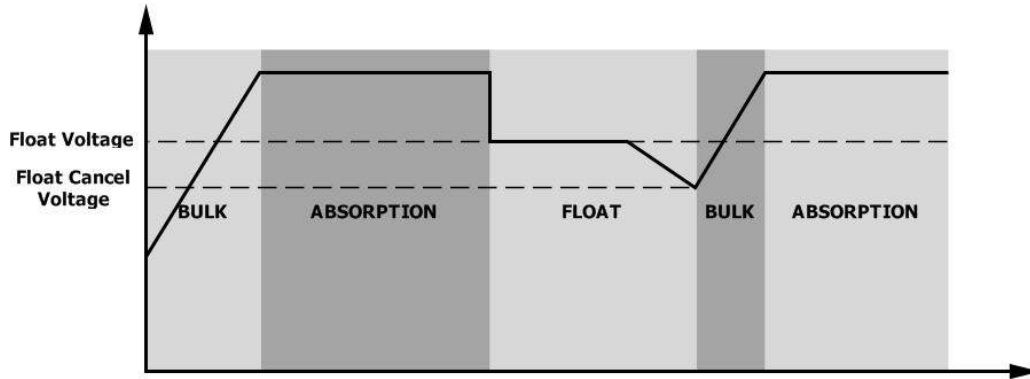 Float Voltage
Float Cancel
Voltage
BULK
ABSORPTION
FLOAT
BULK
ABSORPTION